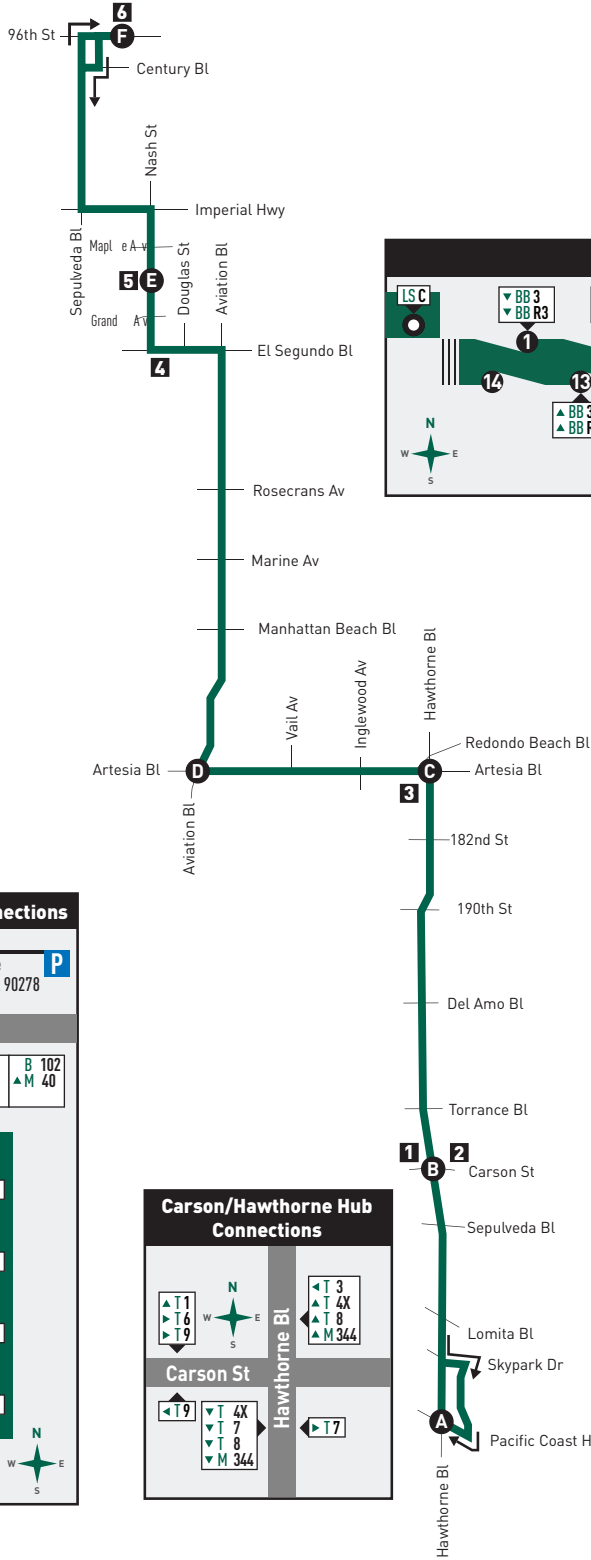 6
96th St
F
Century Bl
Nash St
Imperial Hwy
Sepulveda Bl
Mapl e Av
5 E
Douglas St
Aviation Bl
Grand Av
4
El Segundo Bl
LS C
▼ BB 3
▼ BB R3
1
14
13
▲ BB 3
▲ BB
N
W E
S
Rosecrans Av
Marine Av
Manhattan Beach Bl
Hawthorne Bl
Inglewood Av
Vail Av
Redondo Beach Bl
Artesia Bl
D
C
Artesia Bl
3
Aviation Bl
182nd St
190th St
P
90278
Del Amo Bl
B 102
▲ M 40
Torrance Bl
1
2
B
Carson St
Sepulveda Bl
Carson/Hawthorne Hub
Connections
N
W E
S
▲ T 1
► T 6
► T 9
◄ T 3
▲ T 4X
▲ T 8
▲ M 344
Hawthorne Bl
Carson St
◄ T 9
▼ T 4X
▼ T 7
▼ T 8
▼ M 344
► T 7
Lomita Bl
Skypark Dr
A
Pacific Coast H
Hawthorne Bl
N
W E
S